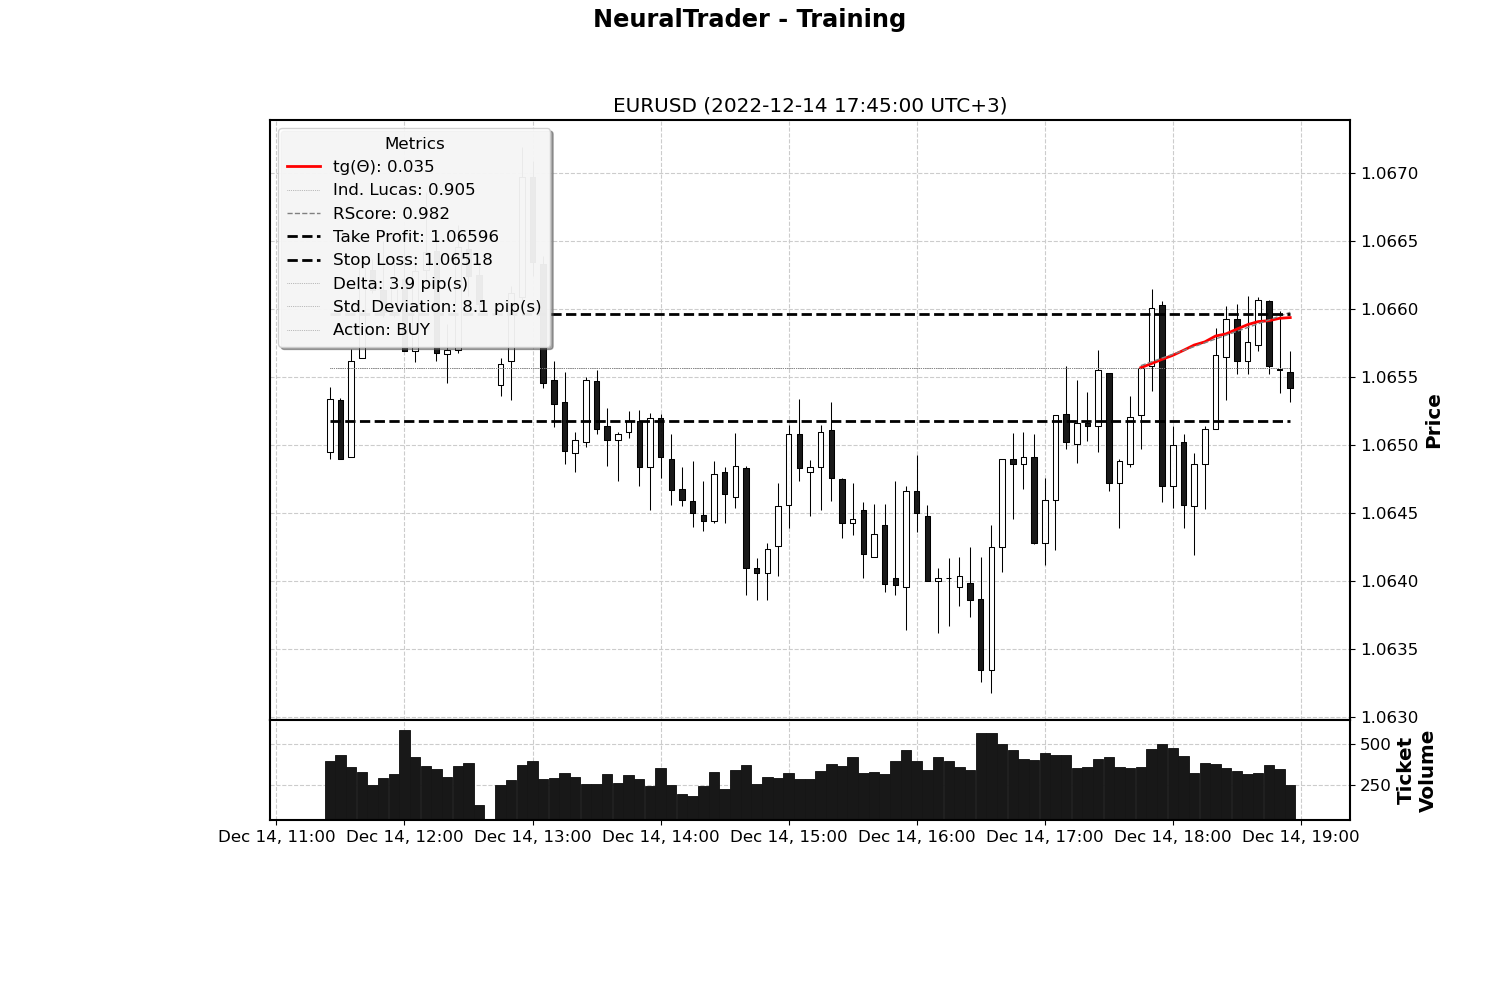 NeuralTrader - Training
EURUSD (2022-12-14 17:45:00 UTC+3)
Metrics
tg(Θ): 0.035
Ind. Lucas: 0.905
RScore: 0.982
Take Profit: 1.06596
Stop Loss: 1.06518
Delta: 3.9 pip(s)
Std. Deviation: 8.1 pip(s)
Action: BUY
1.0670
1.0665
1.0660
1.0655
1.0650
1.0645
1.0640
1.0635
1.0630
Price
500
250
Ticket
Volume
Dec 14, 11:00 Dec 14, 12:00 Dec 14, 13:00 Dec 14, 14:00 Dec 14, 15:00 Dec 14, 16:00 Dec 14, 17:00 Dec 14, 18:00 Dec 14, 19:00